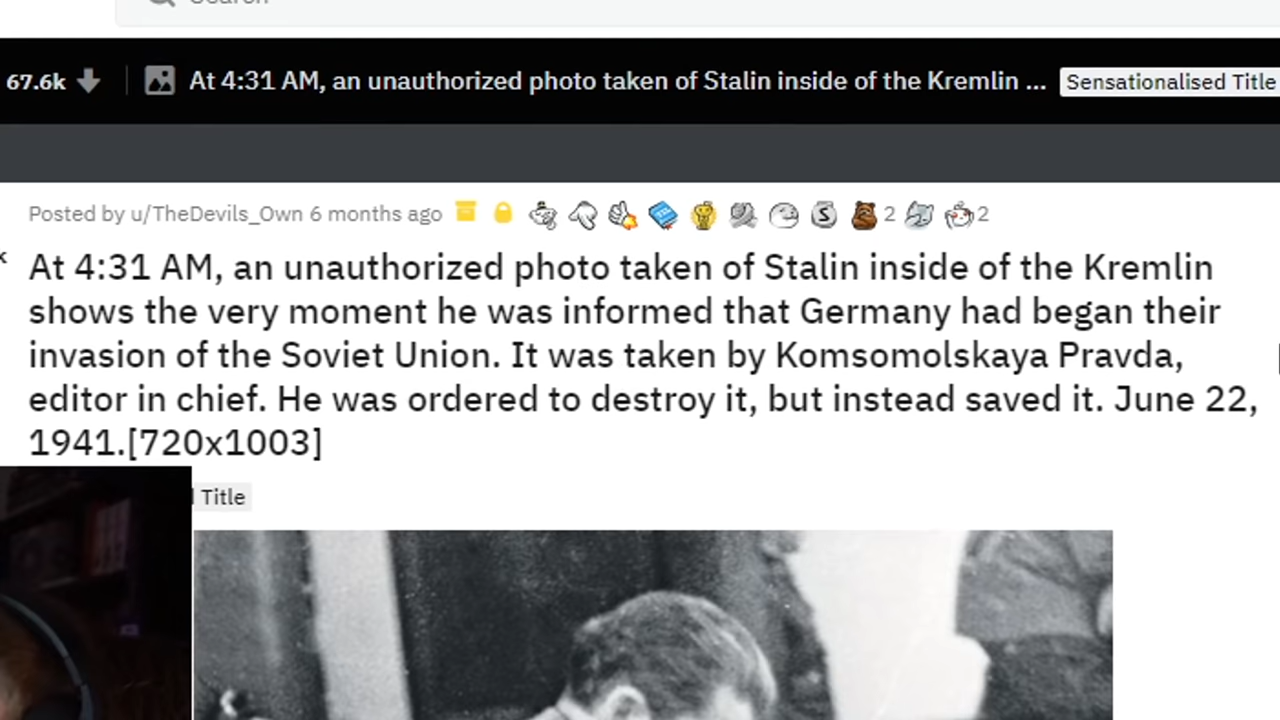 Search
67.6k At 4:31 AM, an unauthorized photo taken of Stalin inside of the Kremlin ... Sensationalised Title
Posted by u/TheDevils_Own 6 months ago 2 2
At 4:31 AM, an unauthorized photo taken of Stalin inside of the Kremlin
shows the very moment he was informed that Germany had began their
invasion of the Soviet Union. It was taken by Komsomolskaya Pravda,
editor in chief. He was ordered to destroy it, but instead saved it. June 22,
1941.[720x1003]
Title